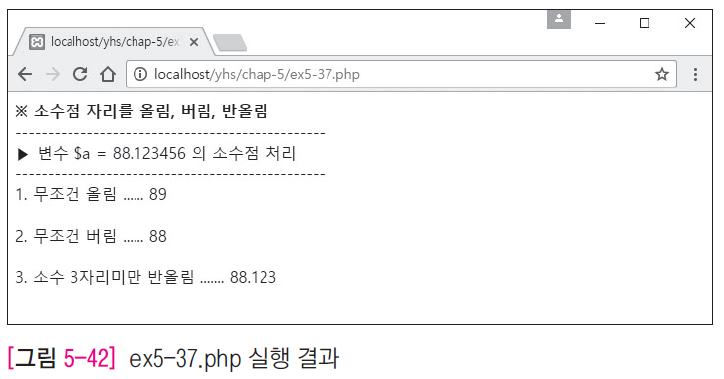 localhost/yhs/chap-5/ex
localhost/yhs/chap-5/ex5-37.php
※ 소수점 자리를 올림, 버림, 반올림
-----------------------------------------------
▶ 변수 $a = 88.123456 의 소수점 처리
-----------------------------------------------
1. 무조건 올림 ...... 89
2. 무조건 버림 ...... 88
3. 소수 3자리미만 반올림 ....... 88.123
[그림 5-42] ex5-37.php 실행 결과